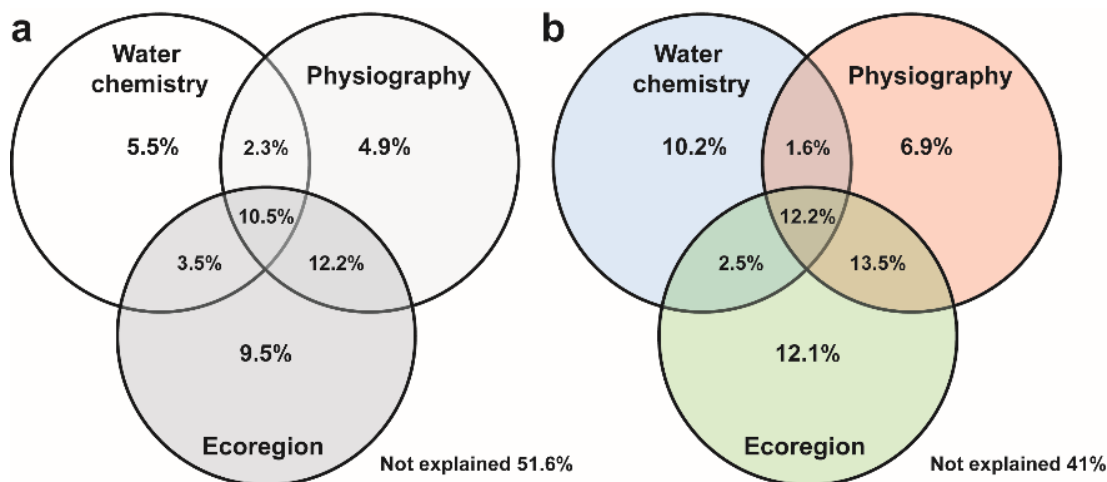 a
Water
chemistry
Physiography
5.5%
2.3%
4.9%
10.5%
3.5%
12.2%
9.5%
Ecoregion
Not explained 51.6%
b
Water
chemistry
Physiography
10.2%
1.6%
6.9%
12.2%
2.5%
13.5%
12.1%
Ecoregion
Not explained 41%